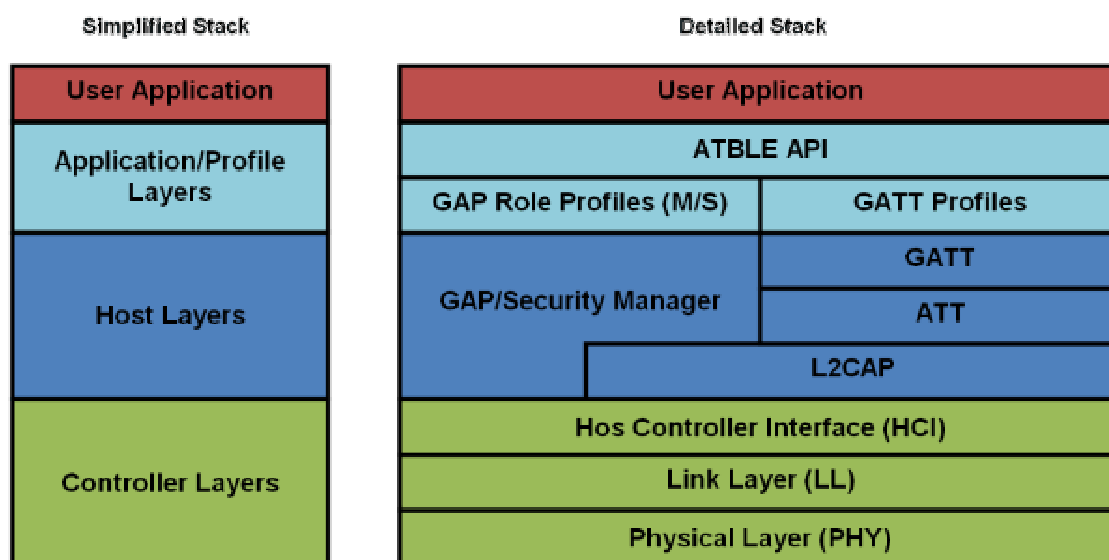 Simplified Stack
User Application
Application/Profile
Layers
Host Layers
Controller Layers
Detailed Stack
User Application
ATBLE API
GAP Role Profiles (M/S)
GATT Profiles
GAP/Security Manager
GATT
ATT
L2CAP
Hos Controller Interface (HCI)
Link Layer (LL)
Physical Layer (PHY)